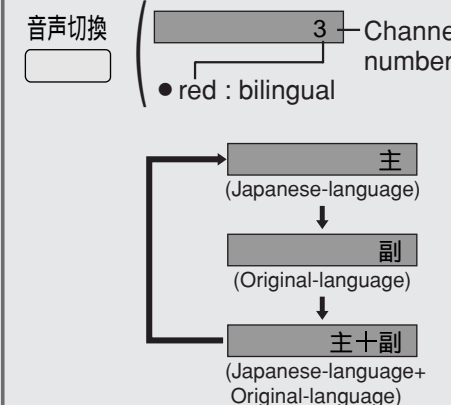 音声切換
3
number
● red : bilingual
主
(Japanese-language)
副
(Original-language)
主十副
(Japanese-language+
Original-language)